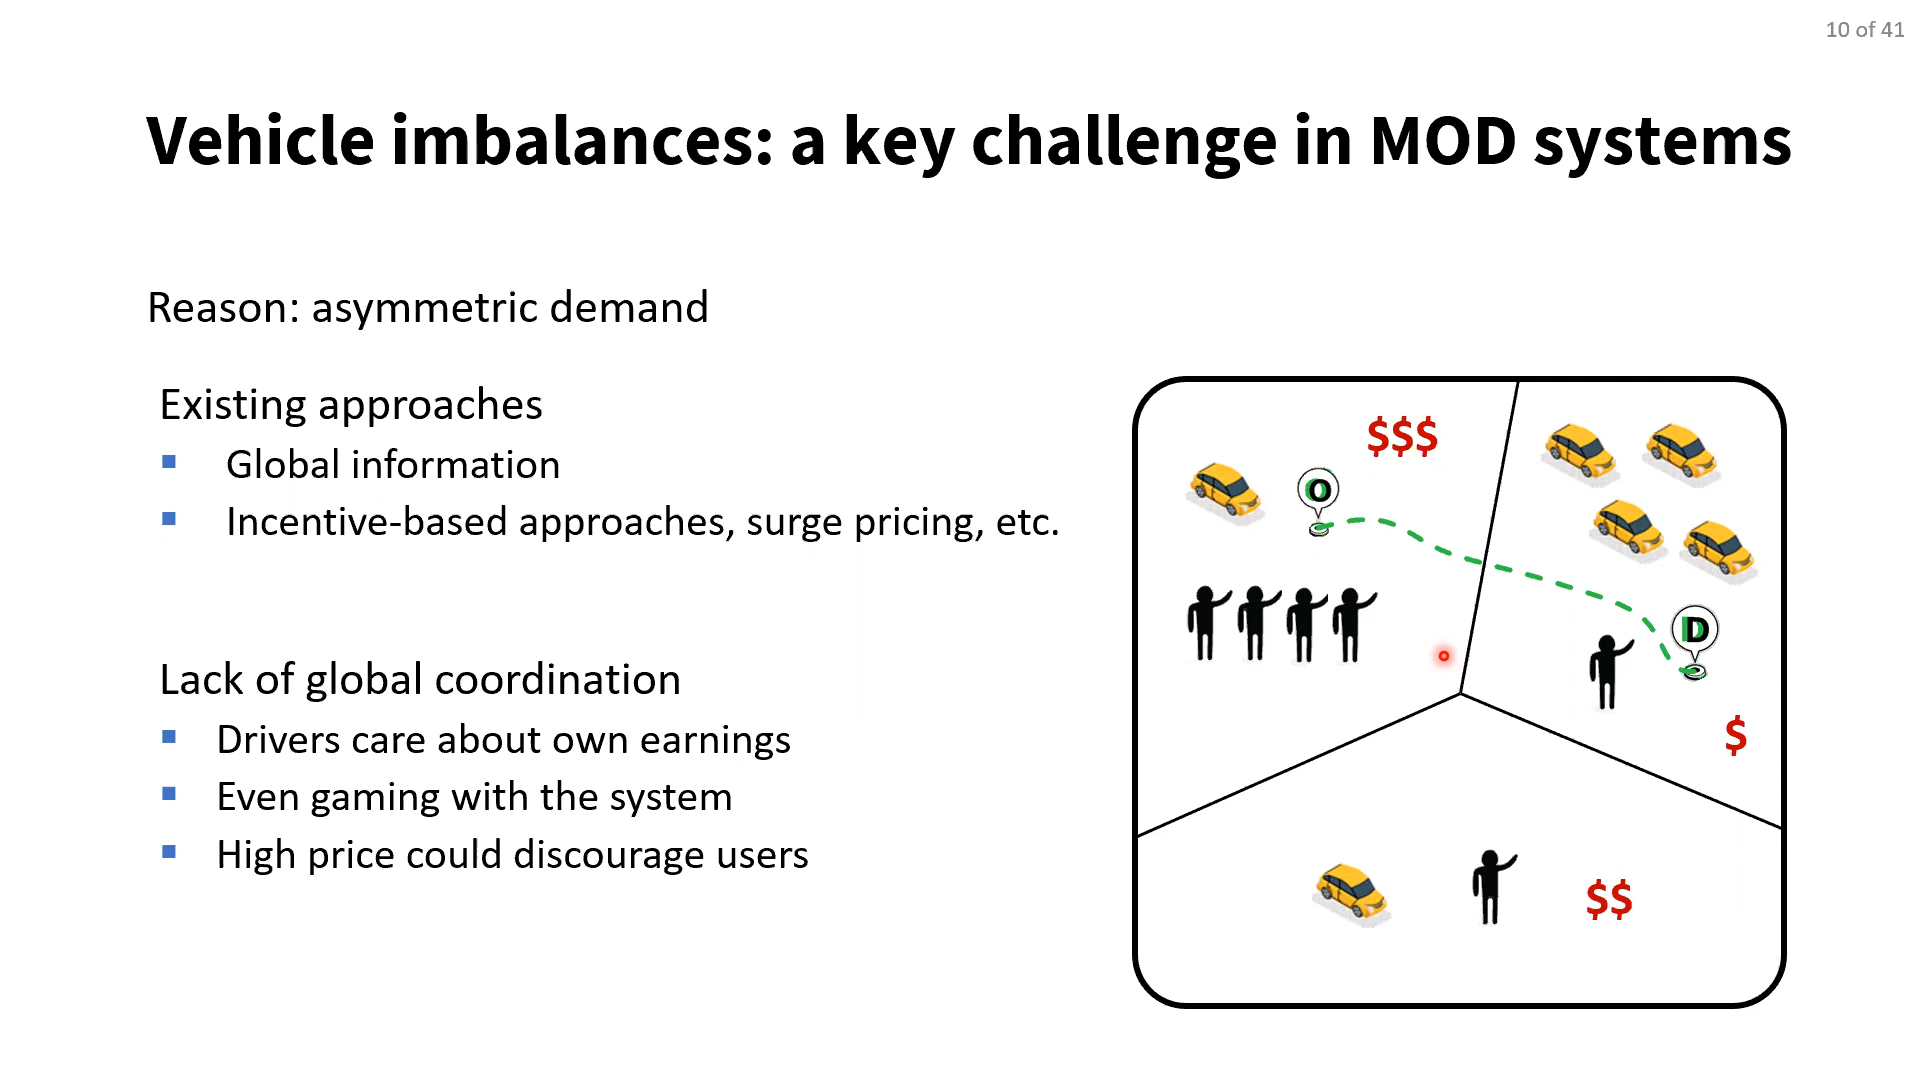 10 of 41
Vehicle imbalances: a key challenge in MOD systems
Reason: asymmetric demand
Existing approaches
Global information
Incentive-based approaches, surge pricing, etc.
Lack of global coordination
Drivers care about own earnings
Even gaming with the system
High price could discourage users
$$$
O
D
$
$$